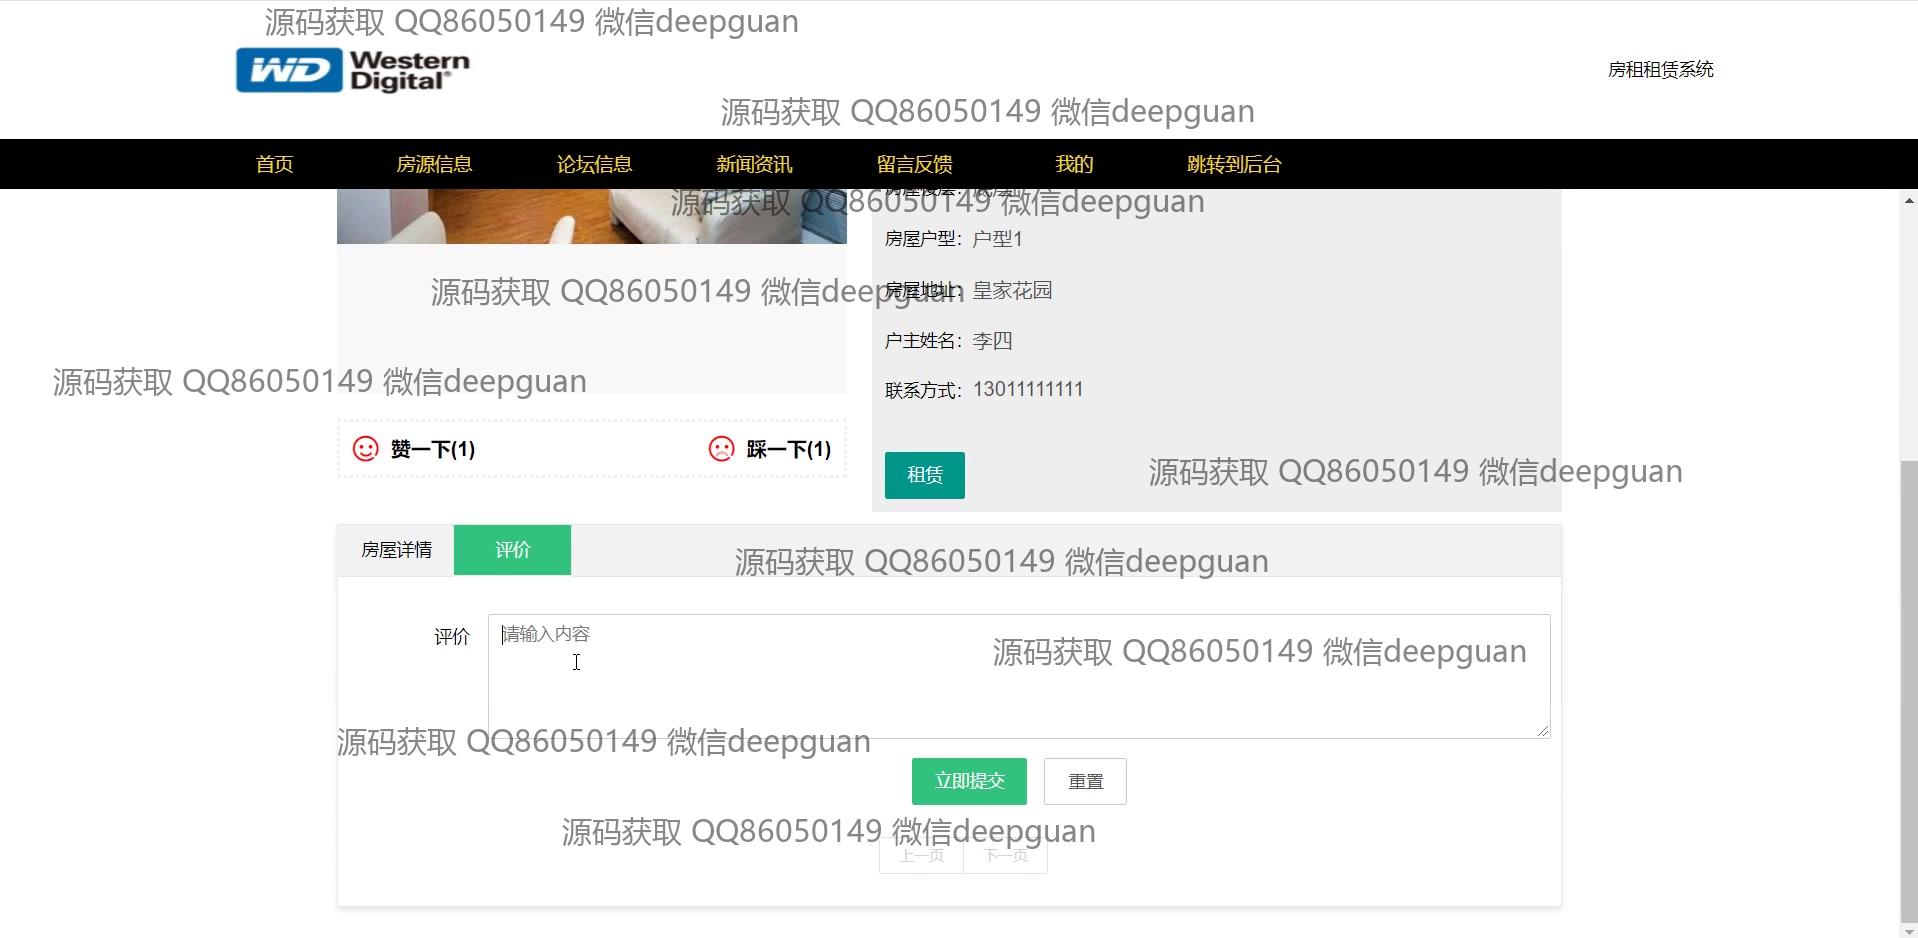 源码获取 QQ86050149 微信deepguan
WD Western Digital®
房租租赁系统
源码获取 QQ86050149 微信deepguan
首页 房源信息 论坛信息 新闻资讯 留言反馈 我的 跳转到后台
源码获取 QQ86050149 微信deepguan
房屋户型： 户型1
源码获取 QQ86050149 微信deepguan
房屋地址： 皇家花园
户主姓名： 李四
源码获取 QQ86050149 微信deepguan
联系方式： 13011111111
赞一下(1) 踩一下(1)
租赁
源码获取 QQ86050149 微信deepguan
房屋详情 评价
源码获取 QQ86050149 微信deepguan
评价 请输入内容
源码获取 QQ86050149 微信deepguan
源码获取 QQ86050149 微信deepguan
立即提交 重置
源码获取 QQ86050149 微信deepguan
上一页 下一页